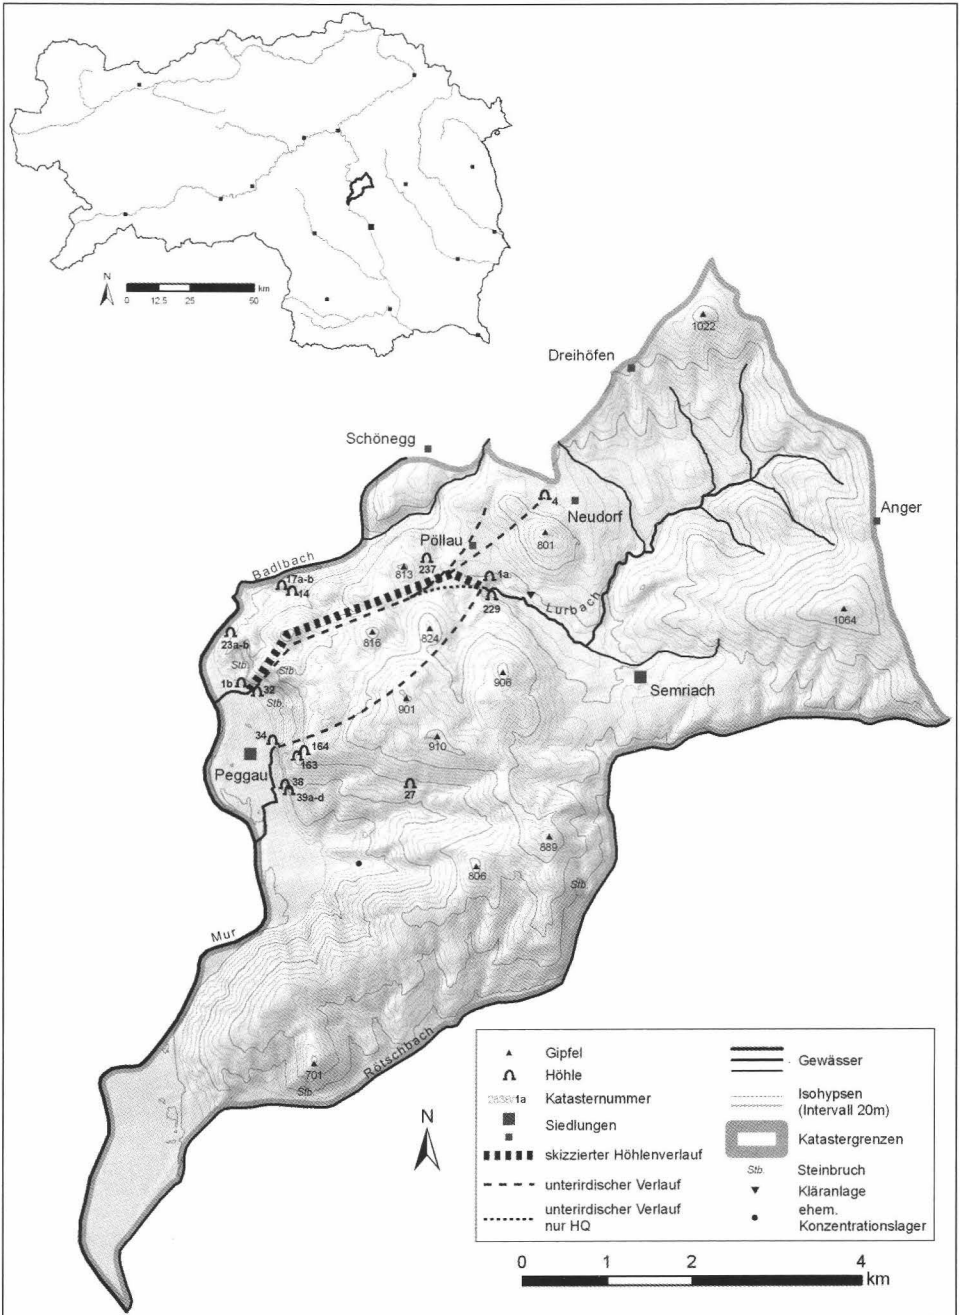 N
km
0 12.5 25 50
1022
Dreihöfen
Schönegg
Anger
4
Neudorf
Pöllau
801
Badlbach
237
813
17a-b
14
1a
229
Lurbach
1064
23a-b
816
824
Stb.
Stb.
906
Semriach
1b
32
Stb.
901
34
164
163
910
Peggau
38
39a-d
27
889
806
Stb.
Mur
Rötschbach
701
Stb.
N
Gipfel
Höhle
1a Katasternummer
Siedlungen
skizzierter Höhlenverlauf
unterirdischer Verlauf
unterirdischer Verlauf
nur HQ
Gewässer
Isohypsen
(Intervall 20m)
Katastergrenzen
Stb. Steinbruch
Kläranlage
ehem.
Konzentrationslager
0 1 2 4
km